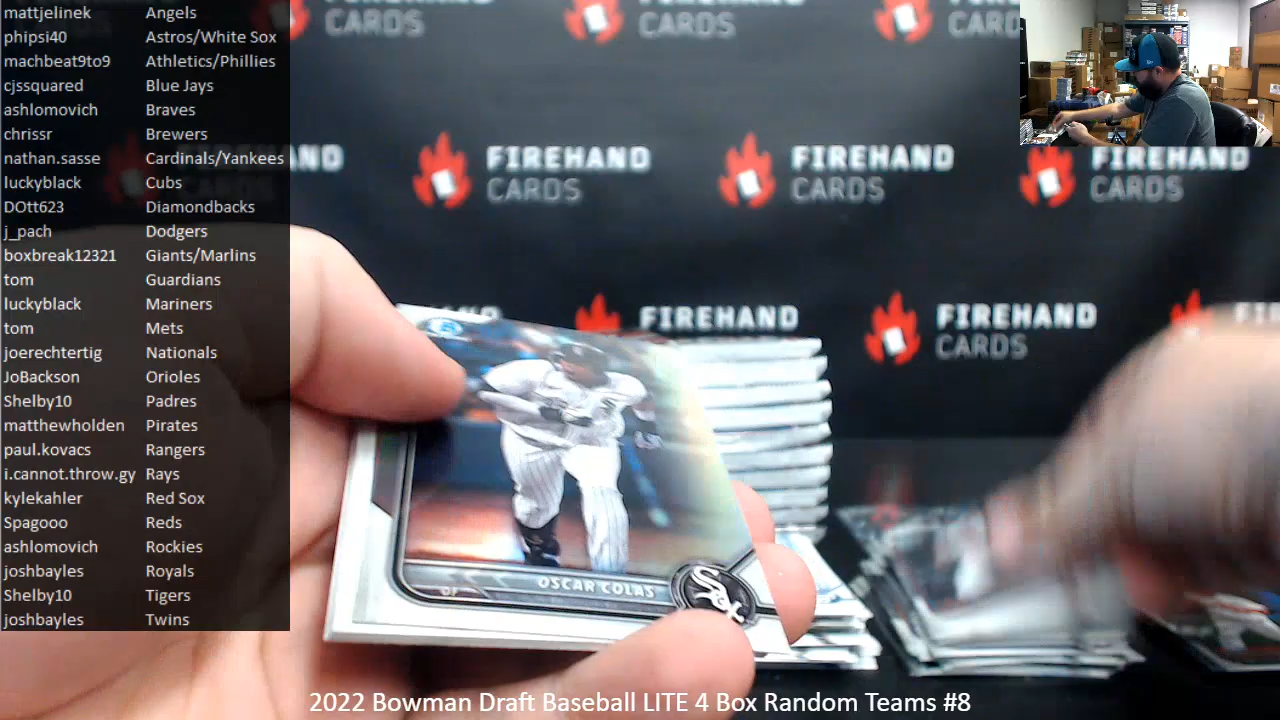 mattjelinek Angels
phipsi40 Astros/White Sox
machbeat9to9 Athletics/Phillies
cjssquared Blue Jays
ashlomovich Braves
chrissr Brewers
nathan.sasse Cardinals/Yankees
luckyblack Cubs
DOtt623 Diamondbacks
j_pach Dodgers
boxbreak12321 Giants/Marlins
tom Guardians
luckyblack Mariners
tom Mets
joerechtertig Nationals
JoBackson Orioles
Shelby10 Padres
matthewholden Pirates
paul.kovacs Rangers
i.cannot.throw.gy Rays
kylekahler Red Sox
Spagooo Reds
ashlomovich Rockies
joshbayles Royals
Shelby10 Tigers
joshbayles Twins
CARDS CARDS CARDS
FIREHAND FIREHAND FIREHAND
CARDS CARDS CARDS
FIREHAND FIREHAND
CARDS
OSCAR COLAS
Sox
2022 Bowman Draft Baseball LITE 4 Box Random Teams #8